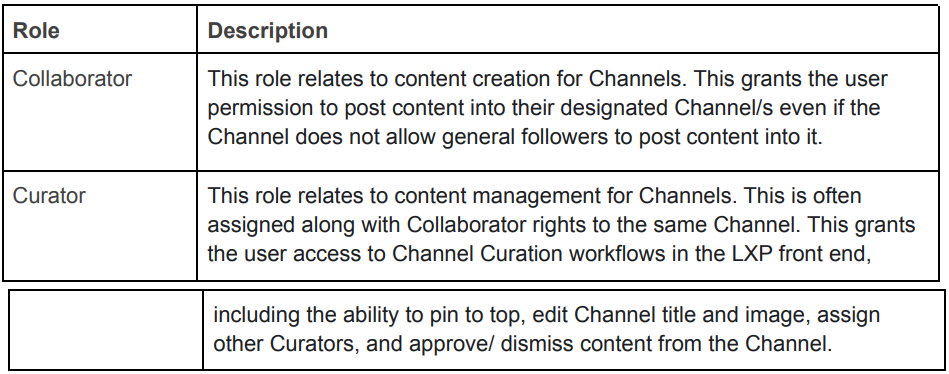 Role Description
Collaborator This role relates to content creation for Channels. This grants the user
permission to post content into their designated Channel/s even if the
Channel does not allow general followers to post content into it.
Curator This role relates to content management for Channels. This is often
assigned along with Collaborator rights to the same Channel. This grants
the user access to Channel Curation workflows in the LXP front end,
including the ability to pin to top, edit Channel title and image, assign
other Curators, and approve/ dismiss content from the Channel.